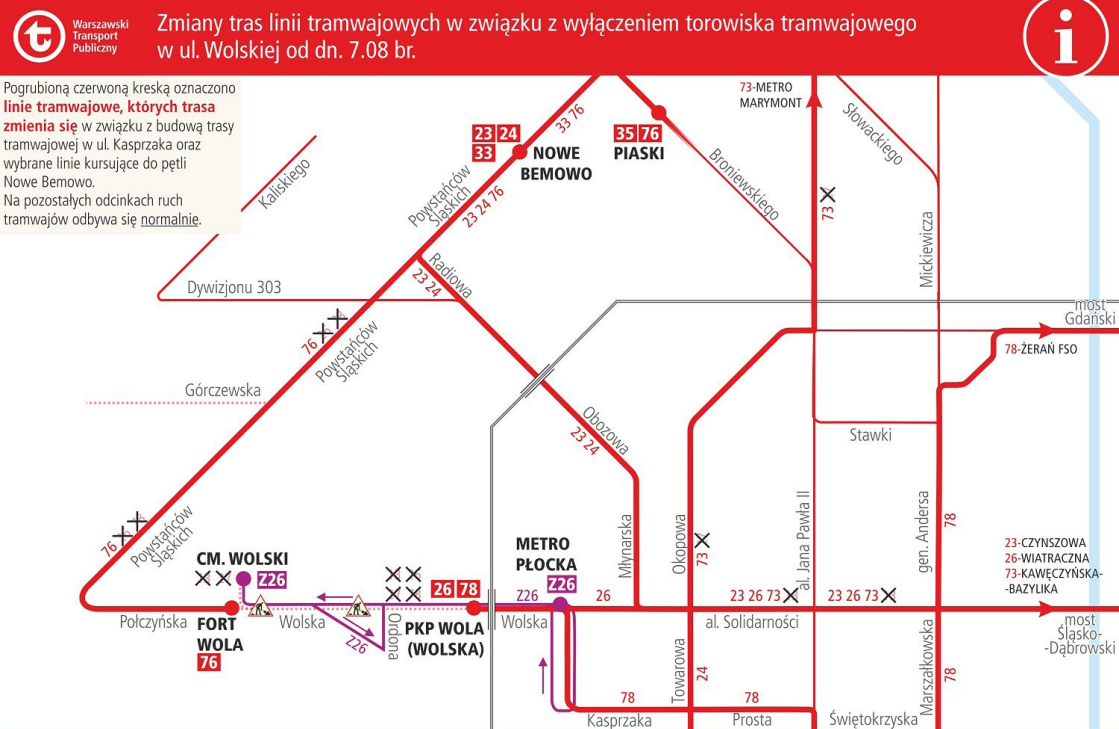 Warszawski
Transport
Publiczny
Zmiany tras linii tramwajowych w związku z wyłączeniem torowiska tramwajowego
w ul. Wolskiej od dn. 7.08 br.
i
Pogrubioną czerwoną kreską oznaczono
linie tramwajowe, których trasa
zmienia się w związku z budową trasy
tramwajowej w ul. Kasprzaka oraz
wybrane linie kursujące do pętli
Nowe Bemowo.
Na pozostałych odcinkach ruch
tramwajów odbywa się normalnie.
73-METRO
MARYMONT
33 76
23 24
33
NOWE
BEMOWO
35 76
PIASKI
Słowackiego
Broniewskiego
Kaliskiego
Powstańców
Śląskich
23 24 76
73
Mickiewicza
Radiowa
23 24
Dywizjonu 303
most
Gdański
78-ŻERAŃ FSO
76
Powstańców
Śląskich
Górczewska
Obozowa
23 24
Stawki
76
Powstańców
Śląskich
Młynarska
Okopowa
73
al. Jana Pawła II
gen. Andersa
78
CM. WOLSKI
Z26
METRO
PŁOCKA
Z26
23-CZYNSZOWA
26-WIATRACZNA
73-KAWĘCZYŃSKA-
-BAZYLIKA
26 78
Z26
26
23 26 73
23 26 73
Połczyńska
FORT
WOLA
76
Wolska
Z26
Ordona
PKP WOLA
(WOLSKA)
Wolska
al. Solidarności
most
Śląsko-
-Dąbrowski
Towarowa
24
Marszałkowska
78
78
78
Kasprzaka
Prosta
Świętokrzyska